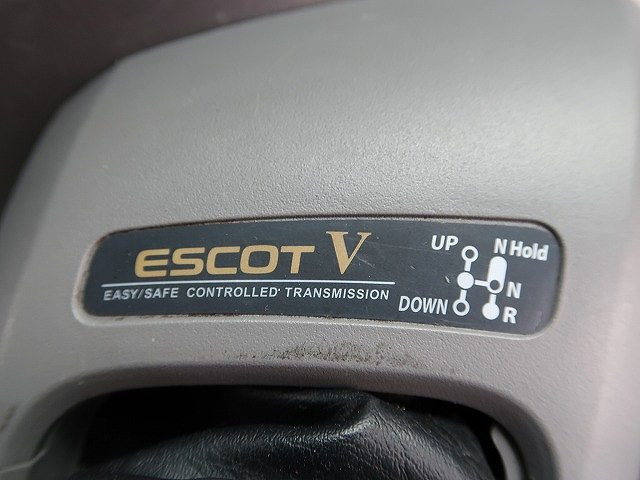 ESCOT V
EASY/SAFE CONTROLLED TRANSMISSION
UP
N Hold
N
DOWN
R